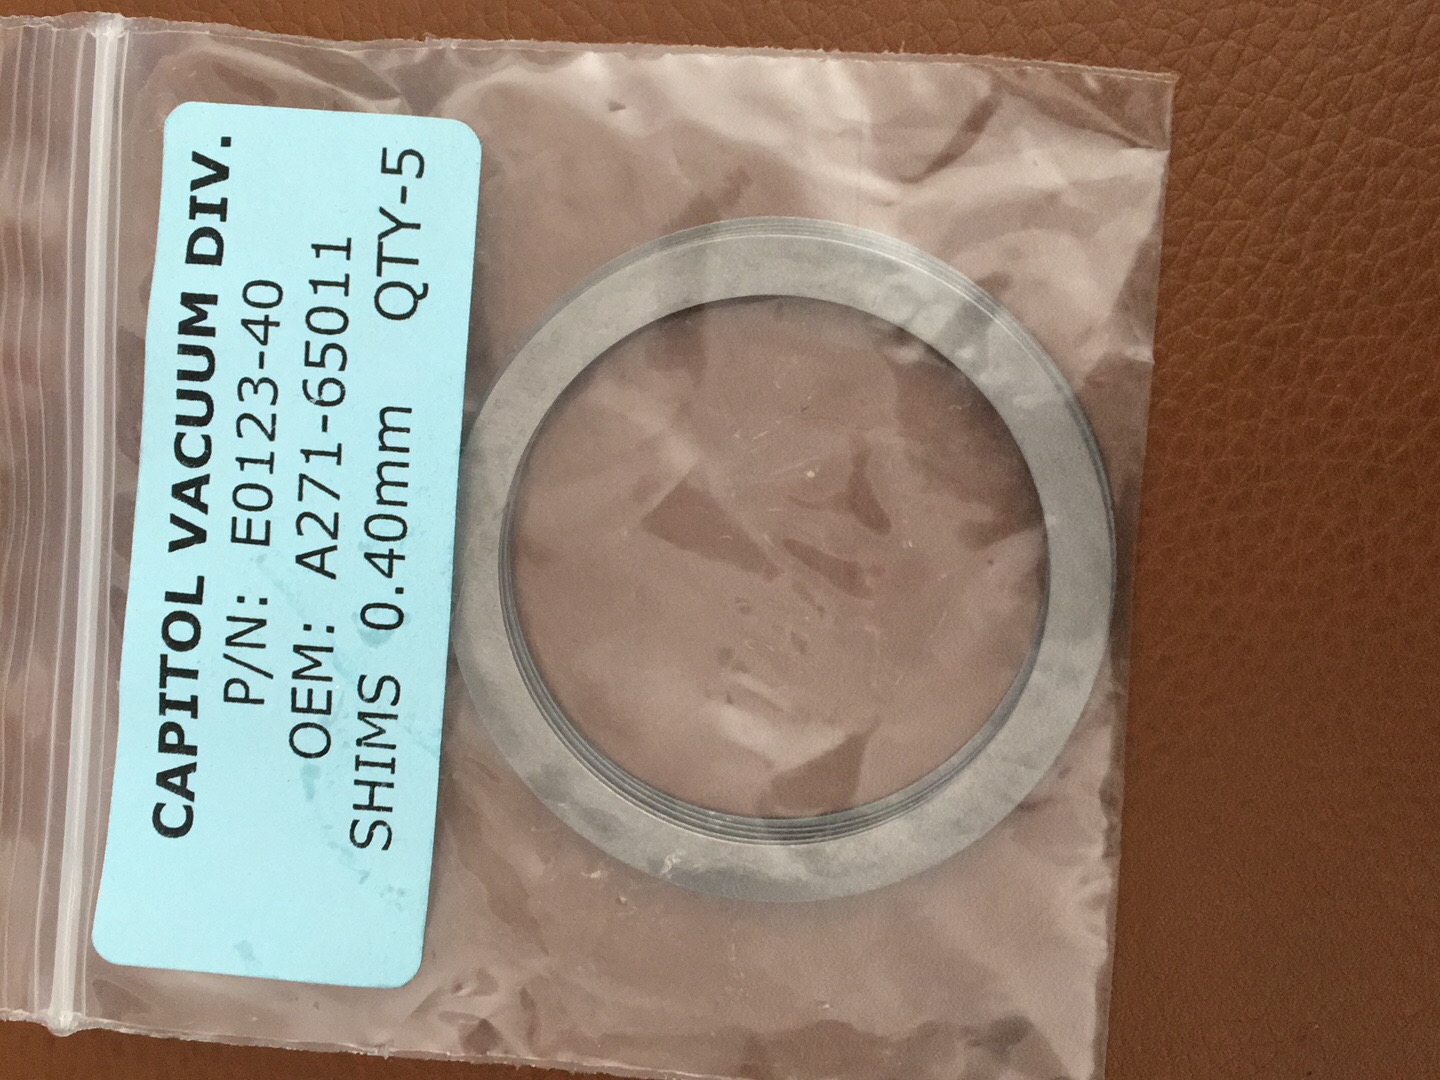 CAPITOL VACUUM DIV.
P/N: E0123-40
OEM: A271-65011
SHIMS 0.40mm QTY-5